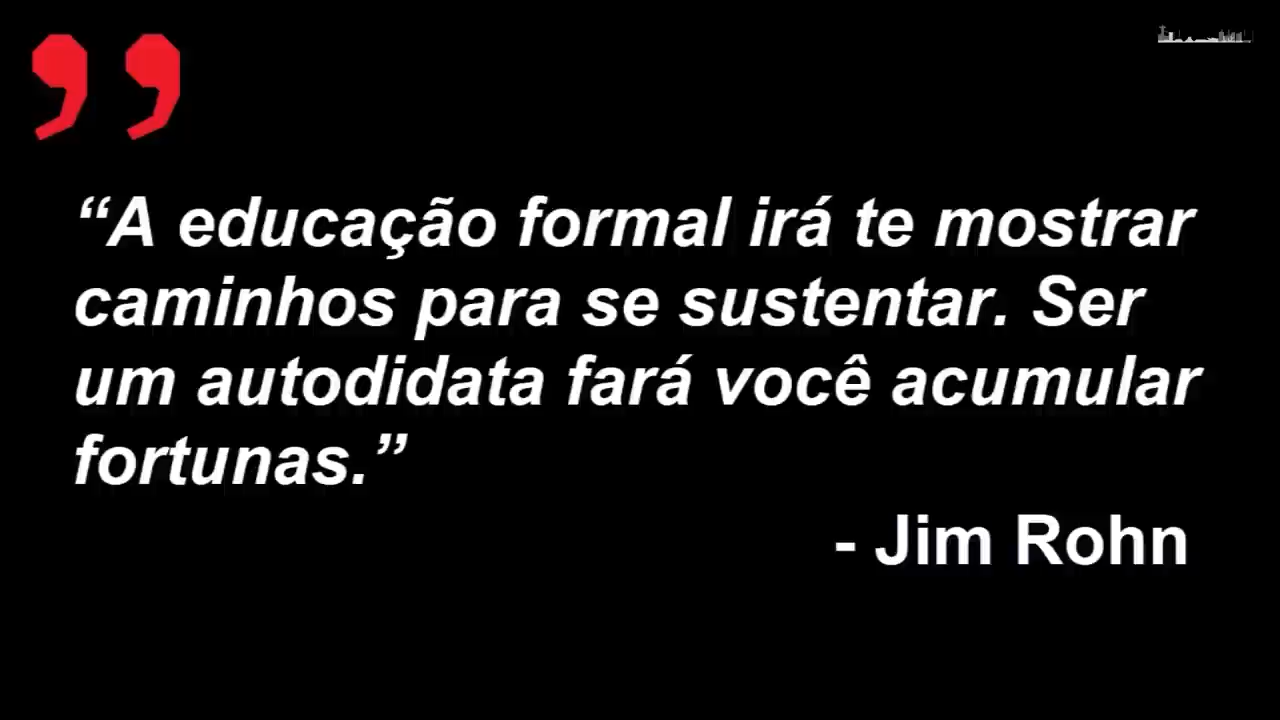 “A educação formal irá te mostrar
caminhos para se sustentar. Ser
um autodidata fará você acumular
fortunas.”
- Jim Rohn